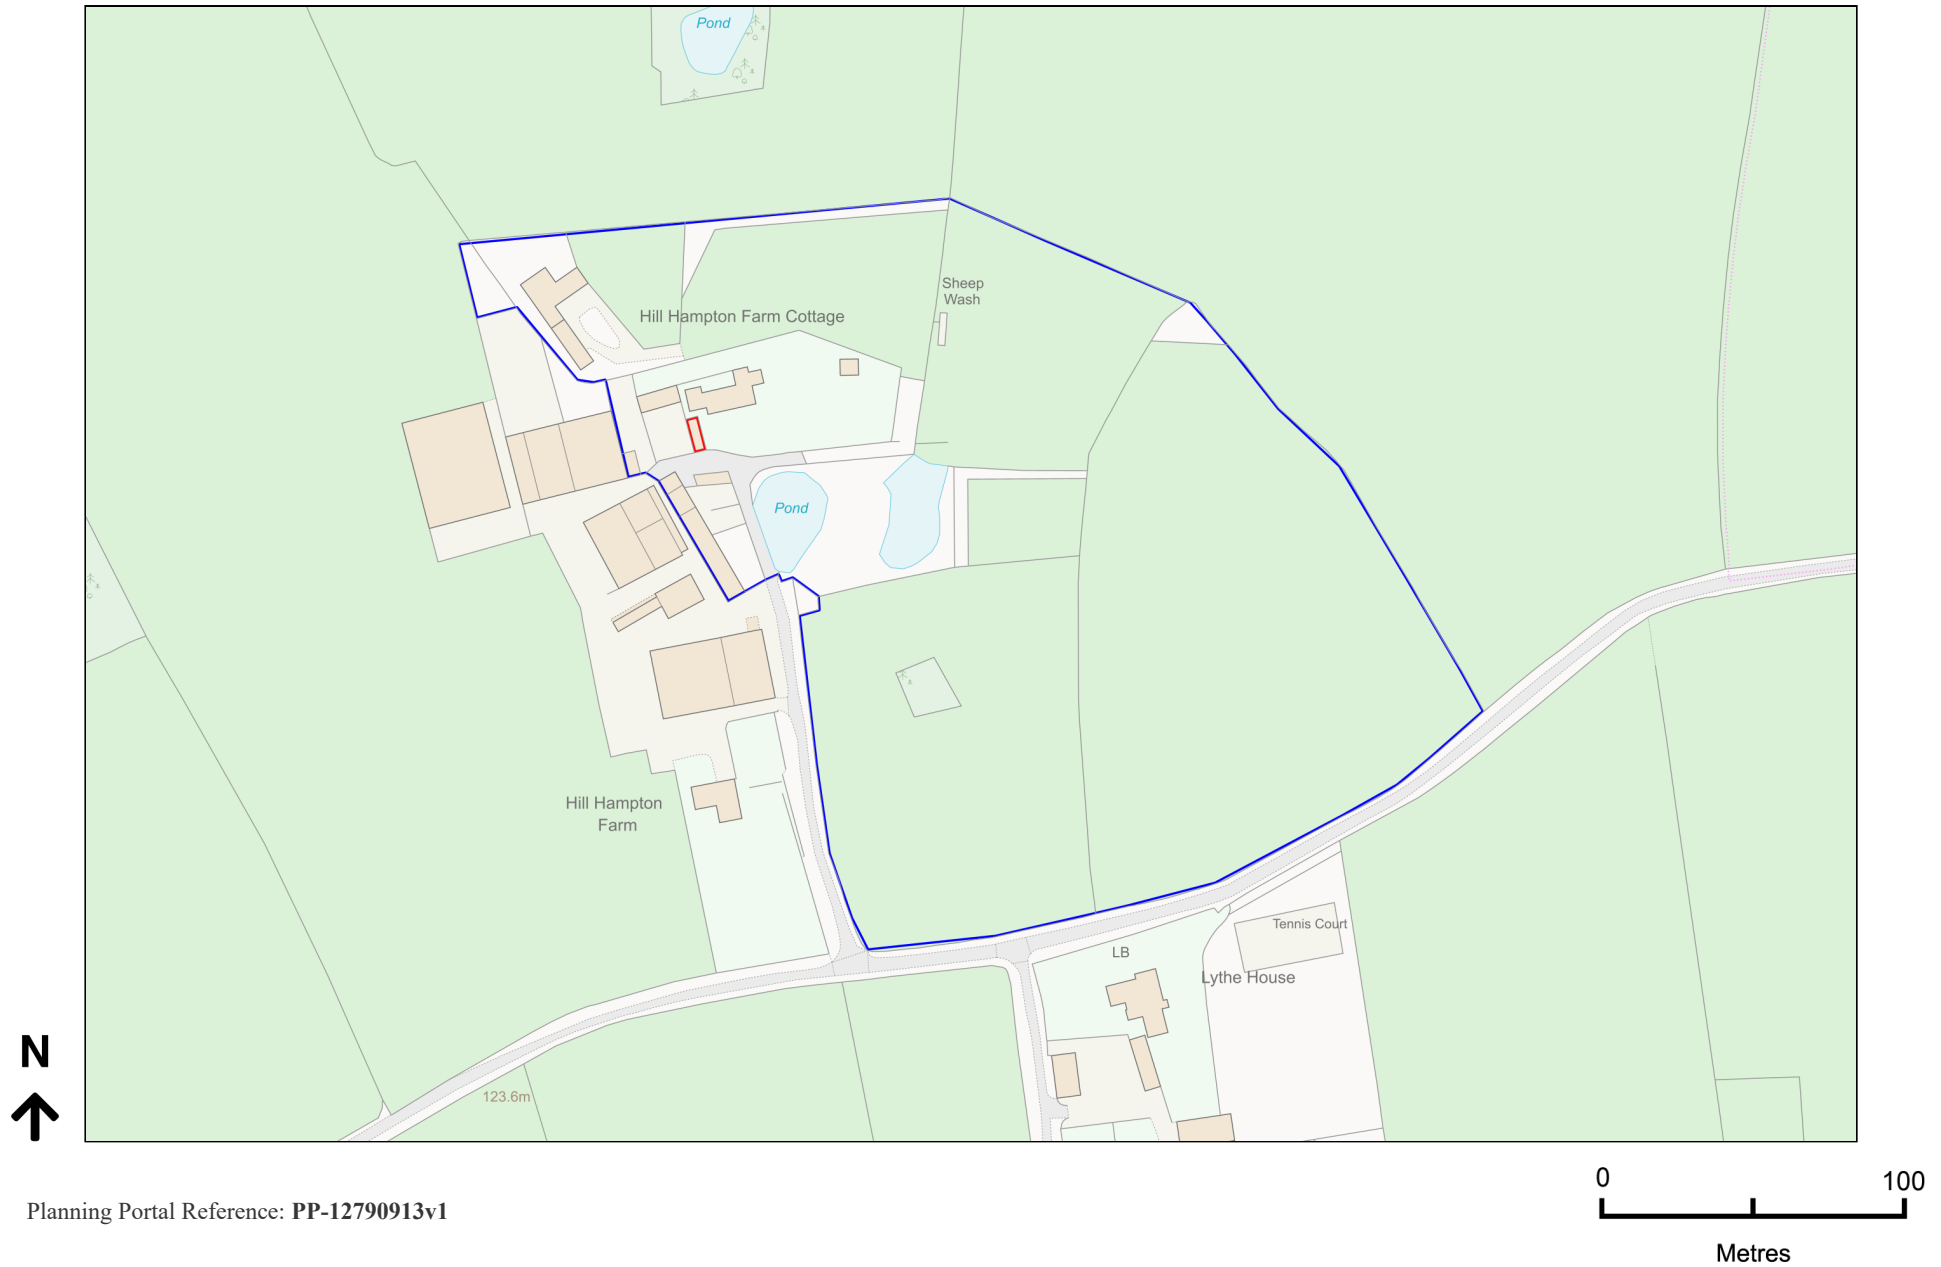 Pond
Sheep
Wash
Hill Hampton Farm Cottage
Pond
Hill Hampton
Farm
Tennis Court
LB
Lythe House
N
123.6m
0 100
Planning Portal Reference: PP-12790913v1
Metres